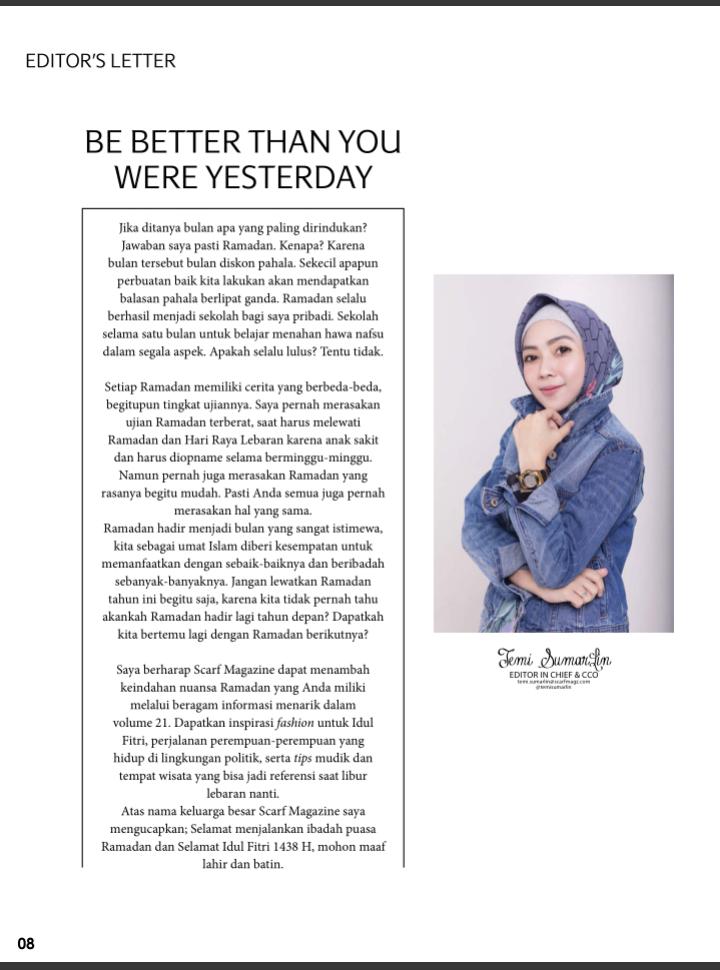 EDITOR'S LETTER
BE BETTER THAN YOU
WERE YESTERDAY
Jika ditanya bulan apa yang paling dirindukan?
Jawaban saya pasti Ramadan. Kenapa? Karena
bulan tersebut bulan diskon pahala. Sekecil apapun
perbuatan baik kita lakukan akan mendapatkan
balasan pahala berlipat ganda. Ramadan selalu
berhasil menjadi sekolah bagi saya pribadi. Sekolah
selama satu bulan untuk belajar menahan hawa nafsu
dalam segala aspek. Apakah selalu lulus? Tentu tidak.
Setiap Ramadan memiliki cerita yang berbeda-beda,
begitupun tingkat ujiannya. Saya pernah merasakan
ujian Ramadan terberat, saat harus melewati
Ramadan dan Hari Raya Lebaran karena anak sakit
dan harus diopname selama berminggu-minggu.
Namun pernah juga merasakan Ramadan yang
rasanya begitu mudah. Pasti Anda semua juga pernah
merasakan hal yang sama.
Ramadan hadir menjadi bulan yang sangat istimewa,
kita sebagai umat Islam diberi kesempatan untuk
memanfaatkan dengan sebaik-baiknya dan beribadah
sebanyak-banyaknya. Jangan lewatkan Ramadan
tahun ini begitu saja, karena kita tidak pernah tahu
akankah Ramadan hadir lagi tahun depan? Dapatkah
kita bertemu lagi dengan Ramadan berikutnya?
Saya berharap Scarf Magazine dapat menambah
keindahan nuansa Ramadan yang Anda miliki
melalui beragam informasi menarik dalam
volume 21. Dapatkan inspirasi fashion untuk Idul
Fitri, perjalanan perempuan-perempuan yang
hidup di lingkungan politik, serta tips mudik dan
tempat wisata yang bisa jadi referensi saat libur
lebaran nanti.
Atas nama keluarga besar Scarf Magazine saya
mengucapkan; Selamat menjalankan ibadah puasa
Ramadan dan Selamat Idul Fitri 1438 H, mohon maaf
lahir dan batin.
Temi Sumarlin
EDITOR IN CHIEF & CCO
temi.sumarlin@scarfmagz.com
@temisumarlin
08